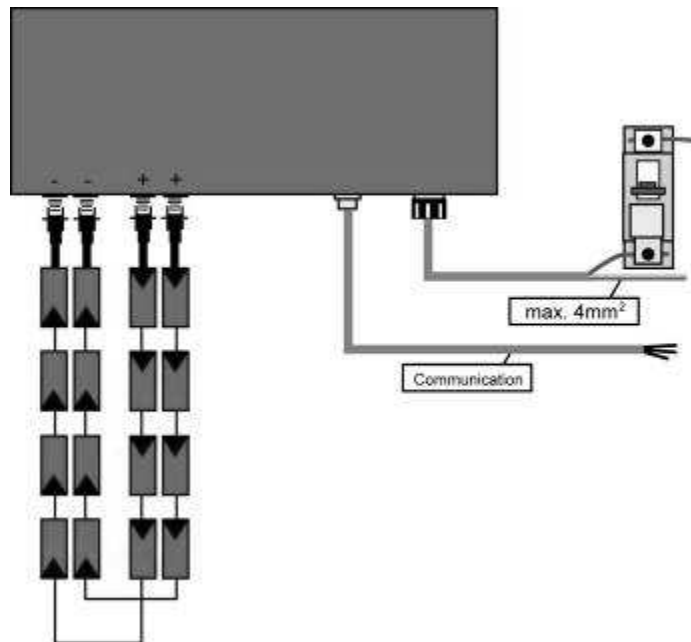 - - + +
max. 4mm²
Communication